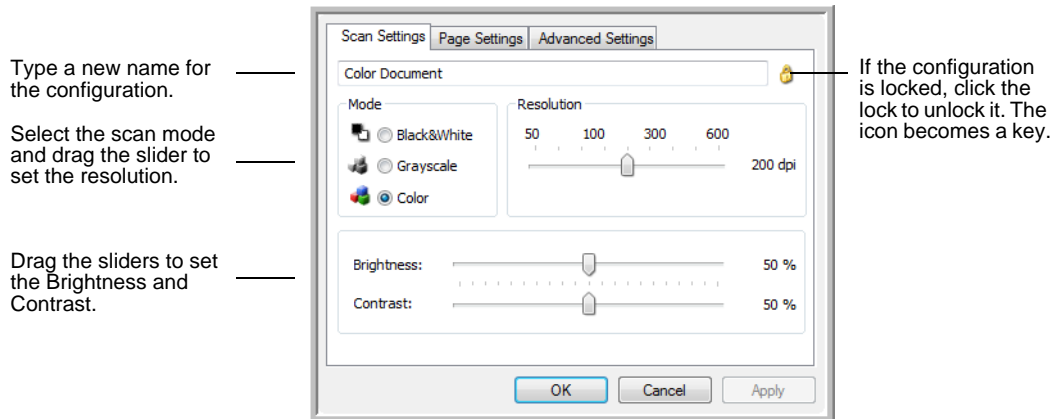 Scan Settings Page Settings Advanced Settings
Type a new name for
the configuration.
Color Document
If the configuration
is locked, click the
lock to unlock it. The
icon becomes a key.
Select the scan mode
and drag the slider to
set the resolution.
Mode
Black&White
Grayscale
Color
Resolution
50 100 300 600
200 dpi
Drag the sliders to set
the Brightness and
Contrast.
Brightness: 50 %
Contrast: 50 %
OK Cancel Apply